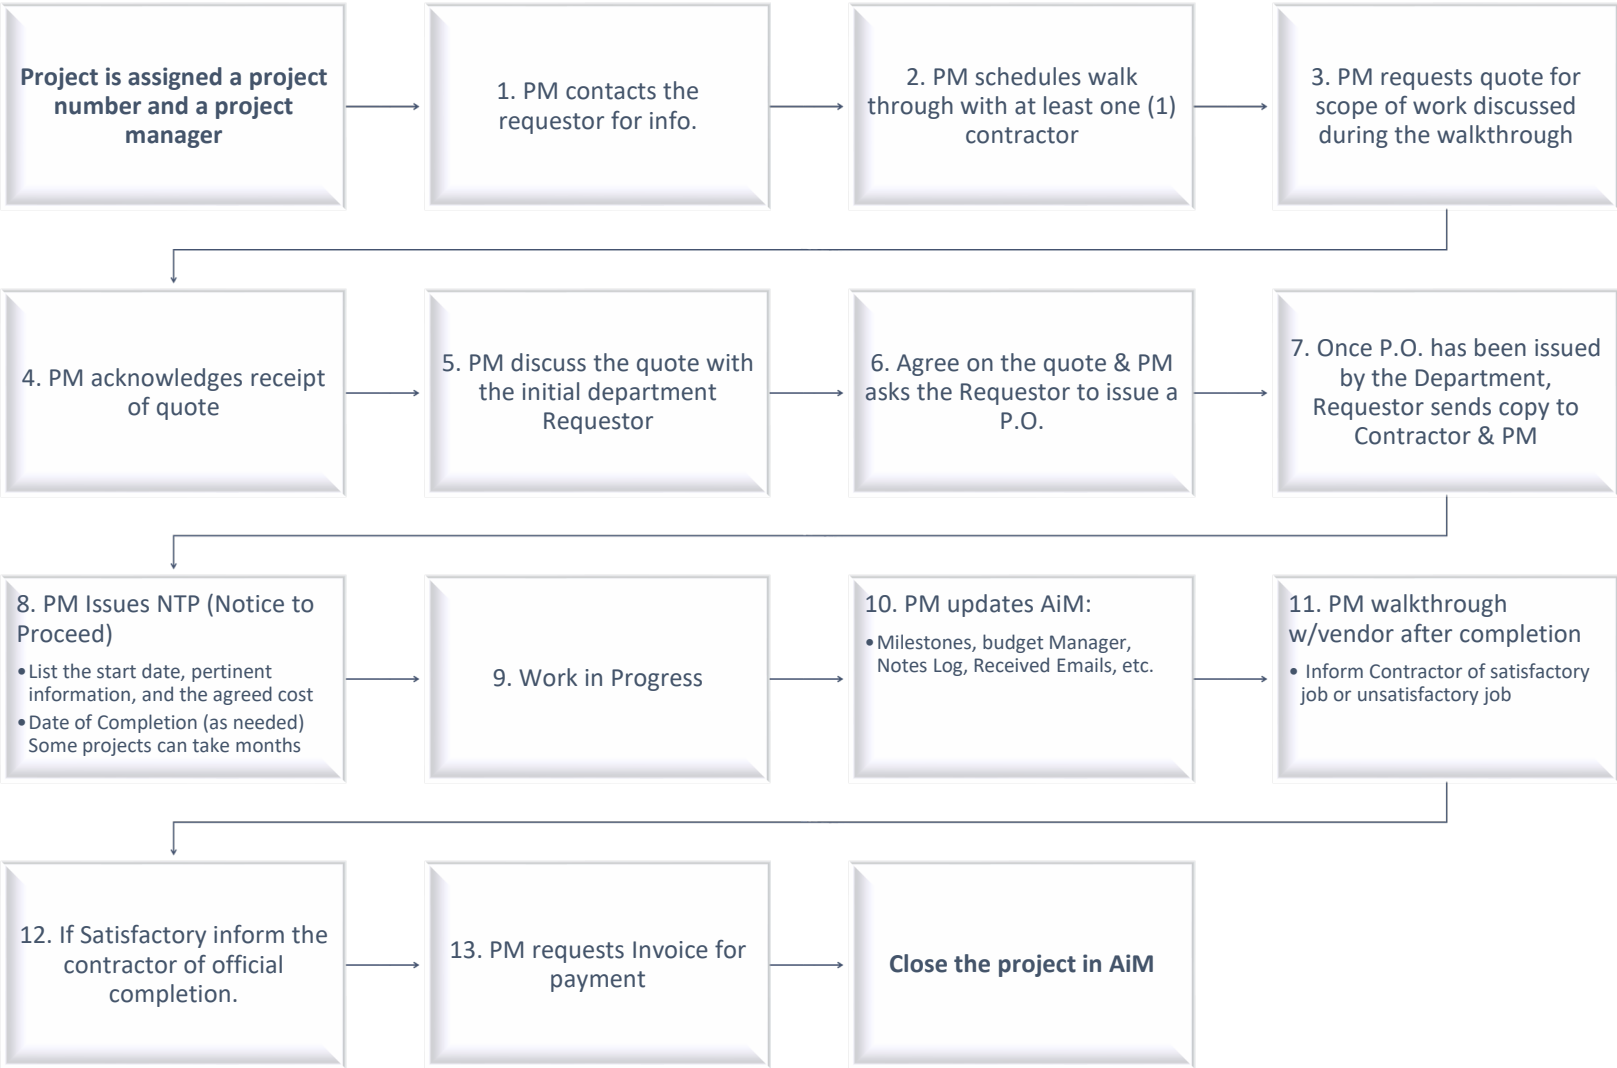 Project is assigned a project
number and a project
manager
1. PM contacts the
requestor for info.
2. PM schedules walk
through with at least one (1)
contractor
3. PM requests quote for
scope of work discussed
during the walkthrough
4. PM acknowledges receipt
of quote
5. PM discuss the quote with
the initial department
Requestor
6. Agree on the quote & PM
asks the Requestor to issue a
P.O.
7. Once P.O. has been issued
by the Department,
Requestor sends copy to
Contractor & PM
8. PM Issues NTP (Notice to
Proceed)
•List the start date, pertinent
information, and the agreed cost
•Date of Completion (as needed)
Some projects can take months
9. Work in Progress
10. PM updates AiM:
•Milestones, budget Manager,
Notes Log, Received Emails, etc.
11. PM walkthrough
w/vendor after completion
• Inform Contractor of satisfactory
job or unsatisfactory job
12. If Satisfactory inform the
contractor of official
completion.
13. PM requests Invoice for
payment
Close the project in AiM